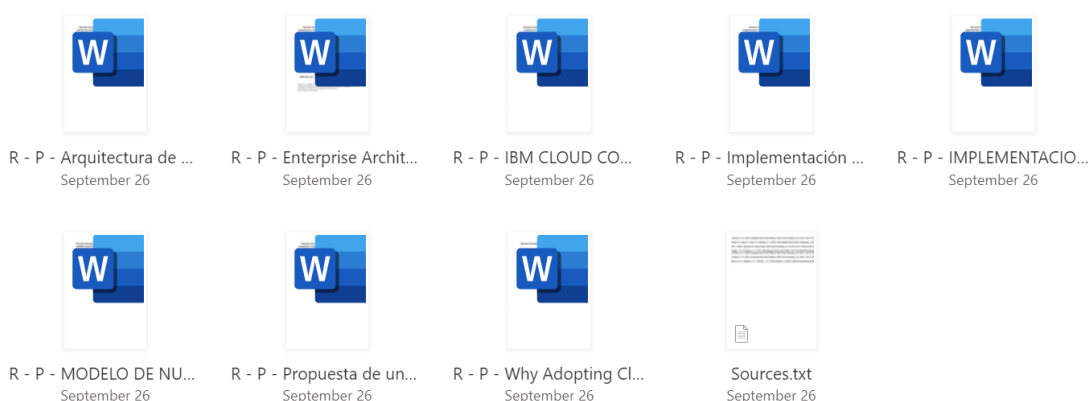 W
W
W
W
W
R - P - Arquitectura de ...
R - P - Enterprise Archit...
R - P - IBM CLOUD CO...
R - P - Implementación ...
R - P - IMPLEMENTACIO...
September 26
September 26
September 26
September 26
September 26
W
W
W
R - P - MODELO DE NU...
R - P - Propuesta de un...
R - P - Why Adopting Cl...
Sources.txt
September 26
September 26
September 26
September 26